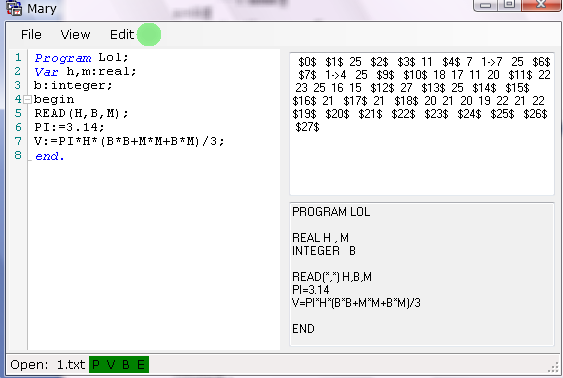 Mary
File View Edit
1 Program Lol;
2 Var h,m:real;
3 b:integer;
4 begin
5 READ(H,B,M);
6 PI:=3.14;
7 V:=PI*H*(B*B+M*M+B*M)/3;
8 end.
$0$ $1$ 25 $2$ $3$ 11 $4$ 7 1->7 25 $6$
$7$ 1->4 25 $9$ $10$ 18 17 11 20 $11$ 22
23 25 16 15 $12$ 27 $13$ 25 $14$ $15$
$16$ 21 $17$ 21 $18$ 20 21 20 19 22 21 22
$19$ $20$ $21$ $22$ $23$ $24$ $25$ $26$
$27$
PROGRAM LOL
REAL H , M
INTEGER B
READ(*,*) H,B,M
PI=3.14
V=PI*H*(B*B+M*M+B*M)/3
END
Open: 1.txt P V B E